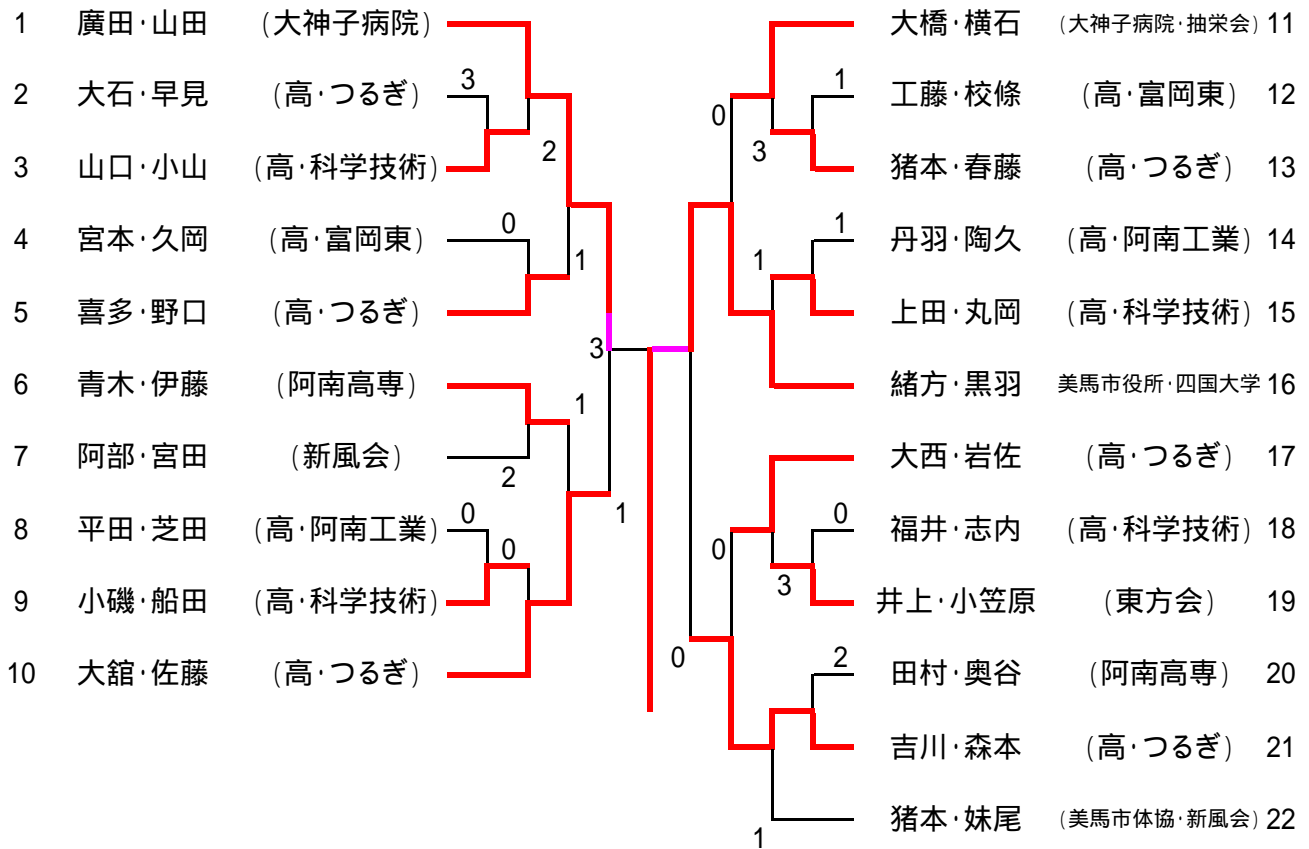 1 廣田・山田 (大神子病院)
3
2 大石・早見 (高・つるぎ)
2
3 山口・小山 (高・科学技術)
0
4 宮本・久岡 (高・富岡東)
1
5 喜多・野口 (高・つるぎ)
3
6 青木・伊藤 (阿南高専)
1
7 阿部・宮田 (新風会)
2
8 平田・芝田 (高・阿南工業)
0
1
0
9 小磯・船田 (高・科学技術)
10 大舘・佐藤 (高・つるぎ)
大橋・横石 (大神子病院・抽栄会) 11
1
0
工藤・校條 (高・富岡東) 12
3
猪本・春藤 (高・つるぎ) 13
1
丹羽・陶久 (高・阿南工業) 14
1
上田・丸岡 (高・科学技術) 15
緒方・黒羽 美馬市役所・四国大学 16
大西・岩佐 (高・つるぎ) 17
0
福井・志内 (高・科学技術) 18
0
3
井上・小笠原 (東方会) 19
0
2
田村・奥谷 (阿南高専) 20
吉川・森本 (高・つるぎ) 21
猪本・妹尾 (美馬市体協・新風会) 22
1